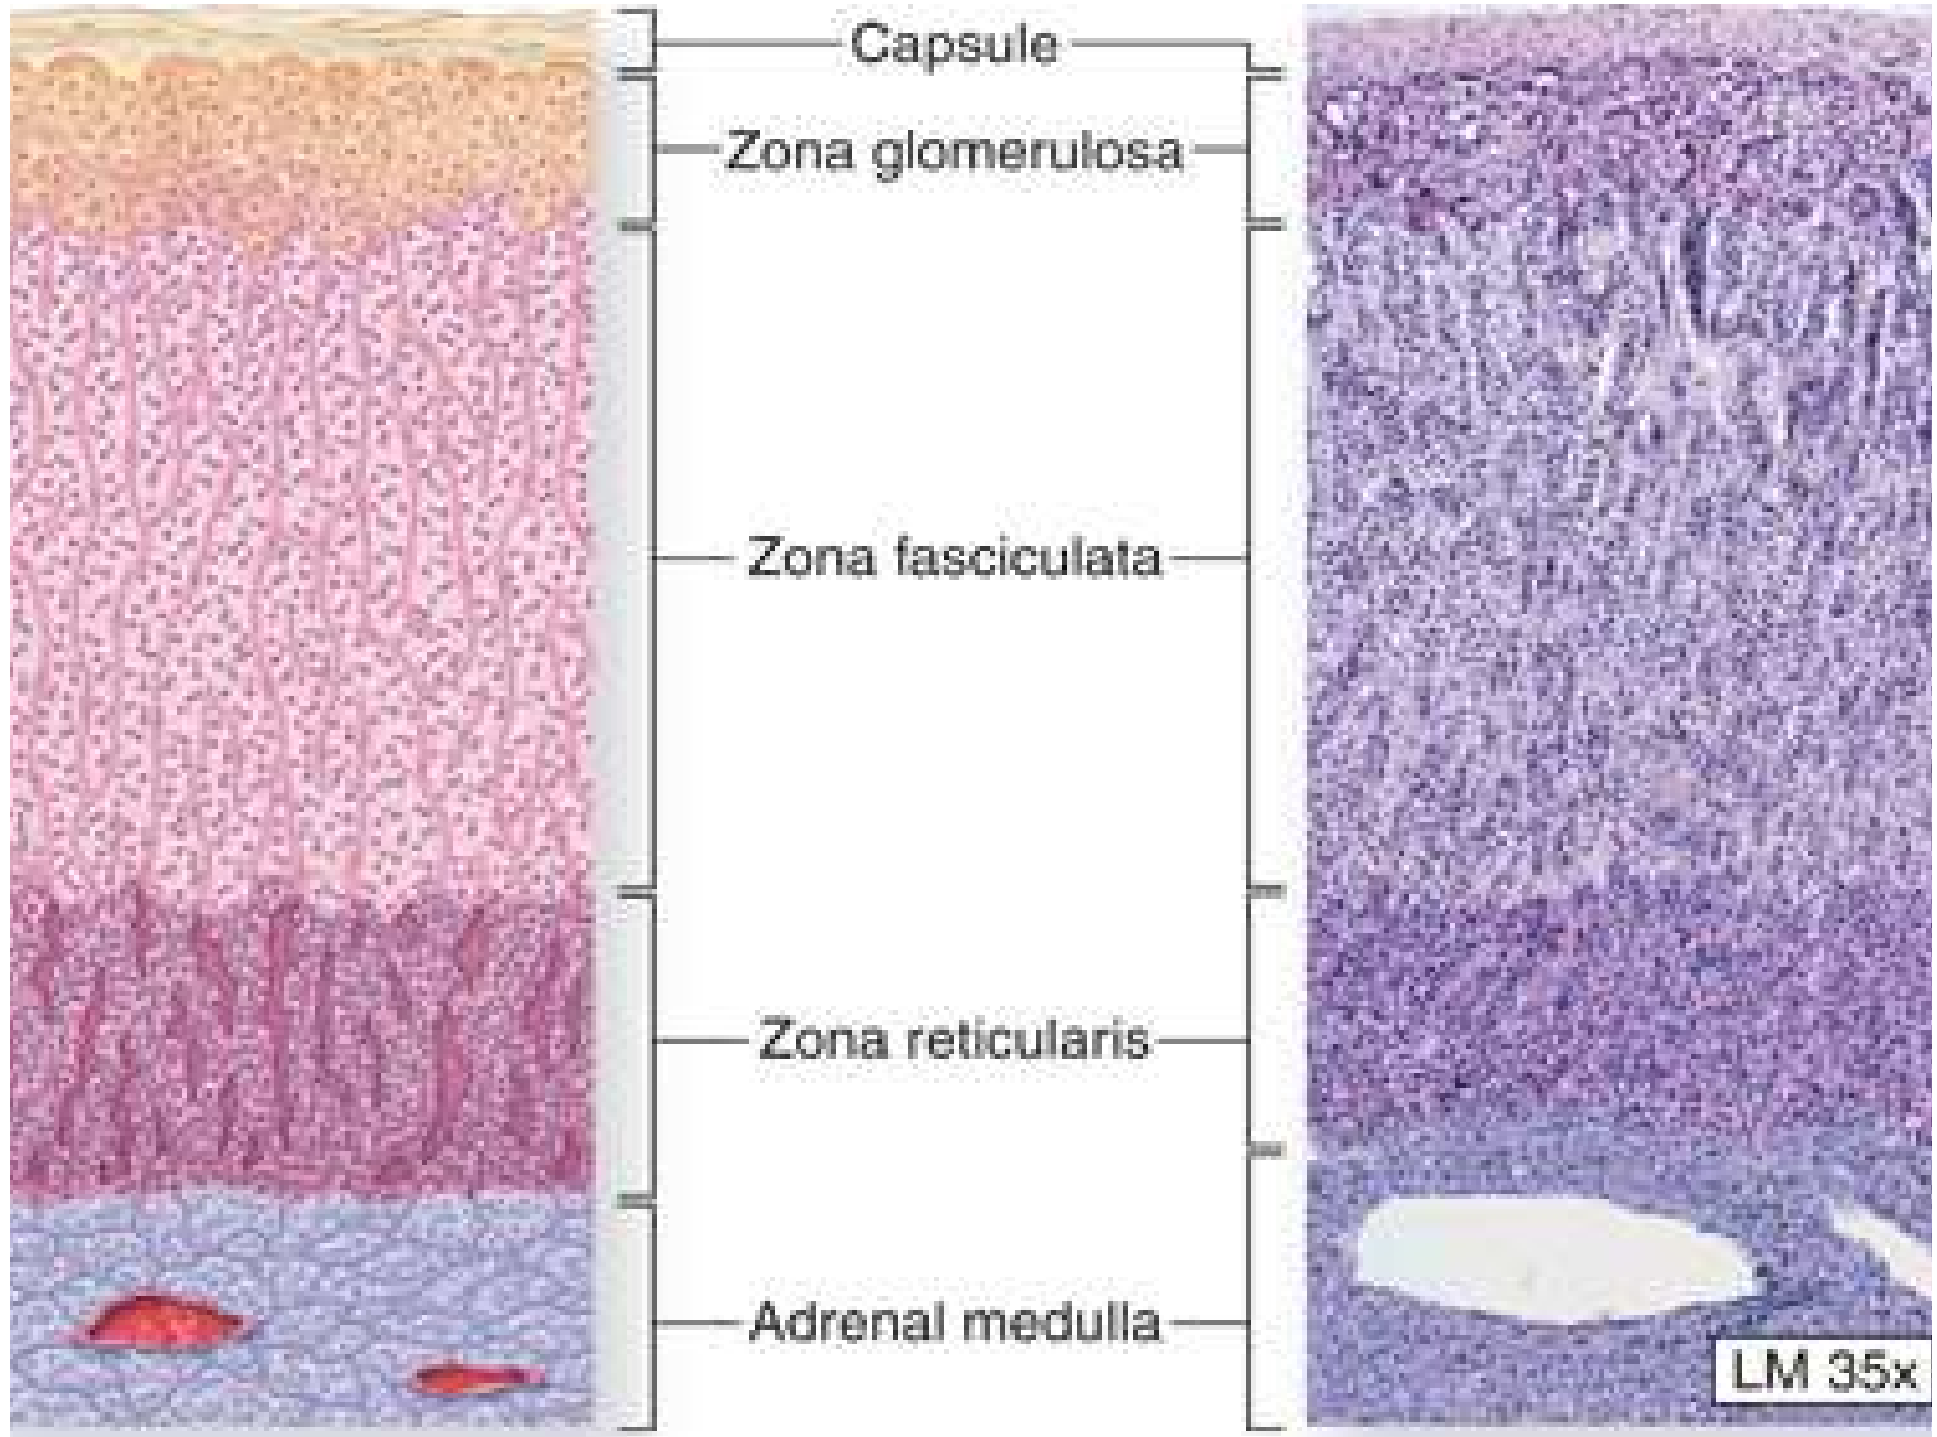 Capsule
Zona glomerulosa
Zona fasciculata
Zona reticularis
Adrenal medulla
LM 35x